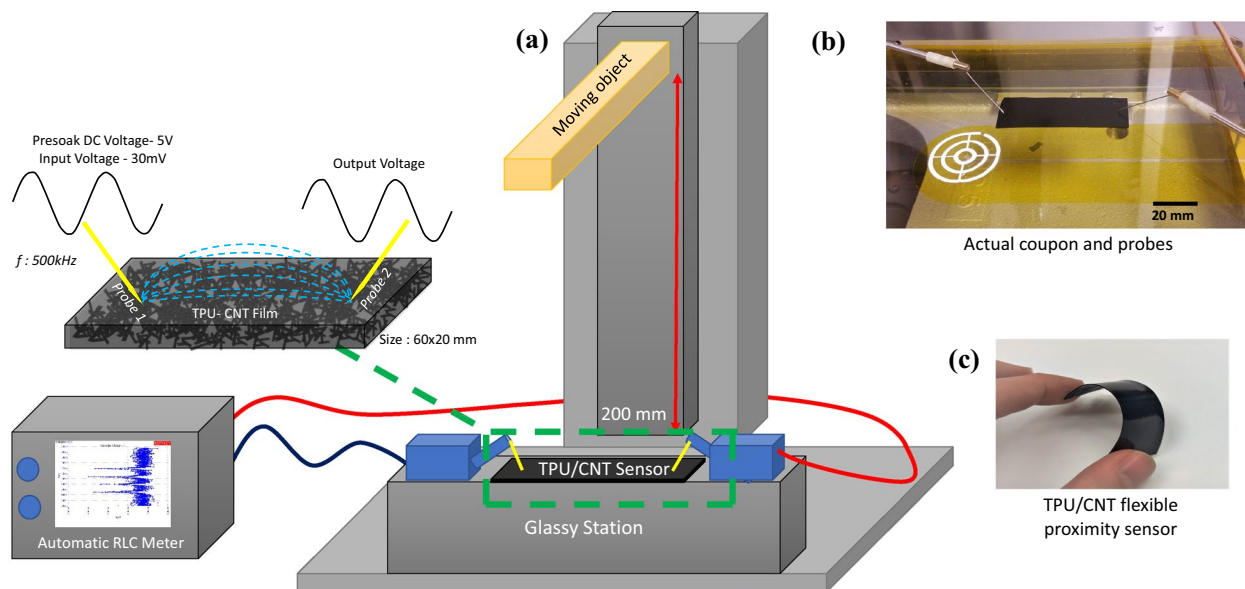 (a)
Moving object
200 mm
Presoak DC Voltage- 5V
Input Voltage - 30mV
Output Voltage
f : 500kHz
Probe 1
Probe 2
TPU- CNT Film
Size : 60x20 mm
TPU/CNT Sensor
Glassy Station
Automatic RLC Meter
(b)
20 mm
Actual coupon and probes
(c)
TPU/CNT flexible
proximity sensor